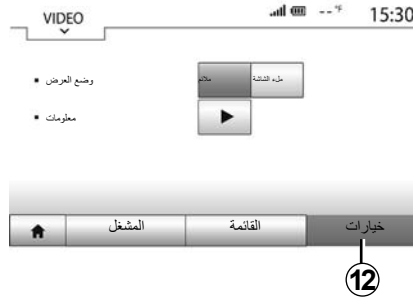 VIDEO --°F 15:30
وضع العرض ملائم ملء الشاشة
معلومات
المشغل القائمة خيارات
12